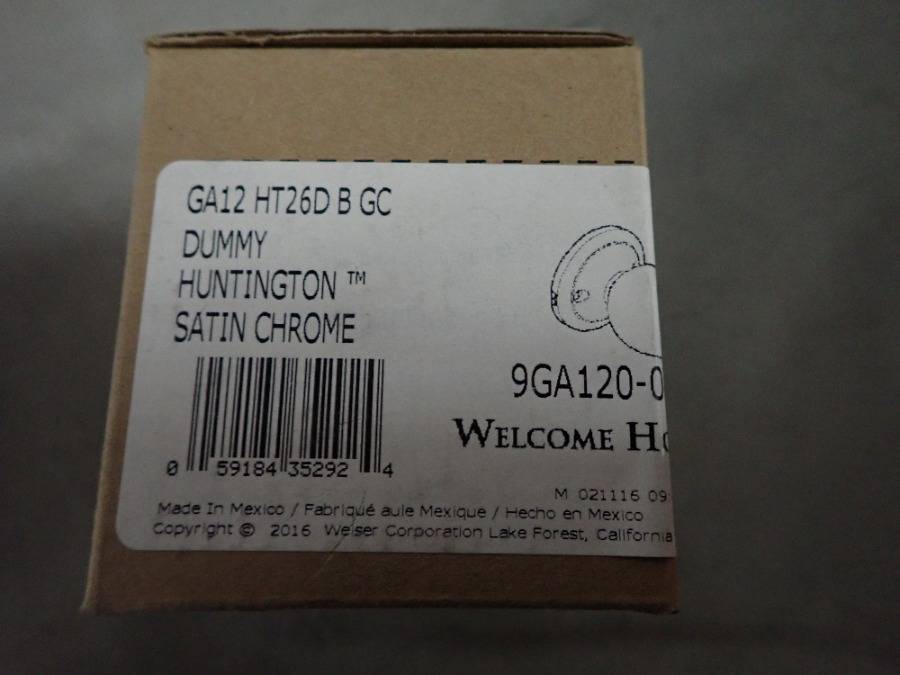 GA12 HT26D B GC
DUMMY
HUNTINGTON ™
SATIN CHROME
9GA120-0
WELCOME HO
0 59184 35292 4
M 021116 09
Made In Mexico / Fabriqué aule Mexique / Hecho en Mexico
Copyright © 2016 Weiser Corporation Lake Forest, California